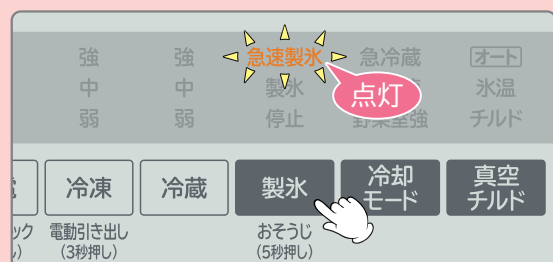 強 強 急速製氷 急冷蔵 オート
中 中 製氷 点灯 氷温
弱 弱 停止 野菜室強 チルド
冷凍 冷蔵 製氷 冷却モード 真空チルド
電動引き出し おそうじ
(3秒押し) (5秒押し)